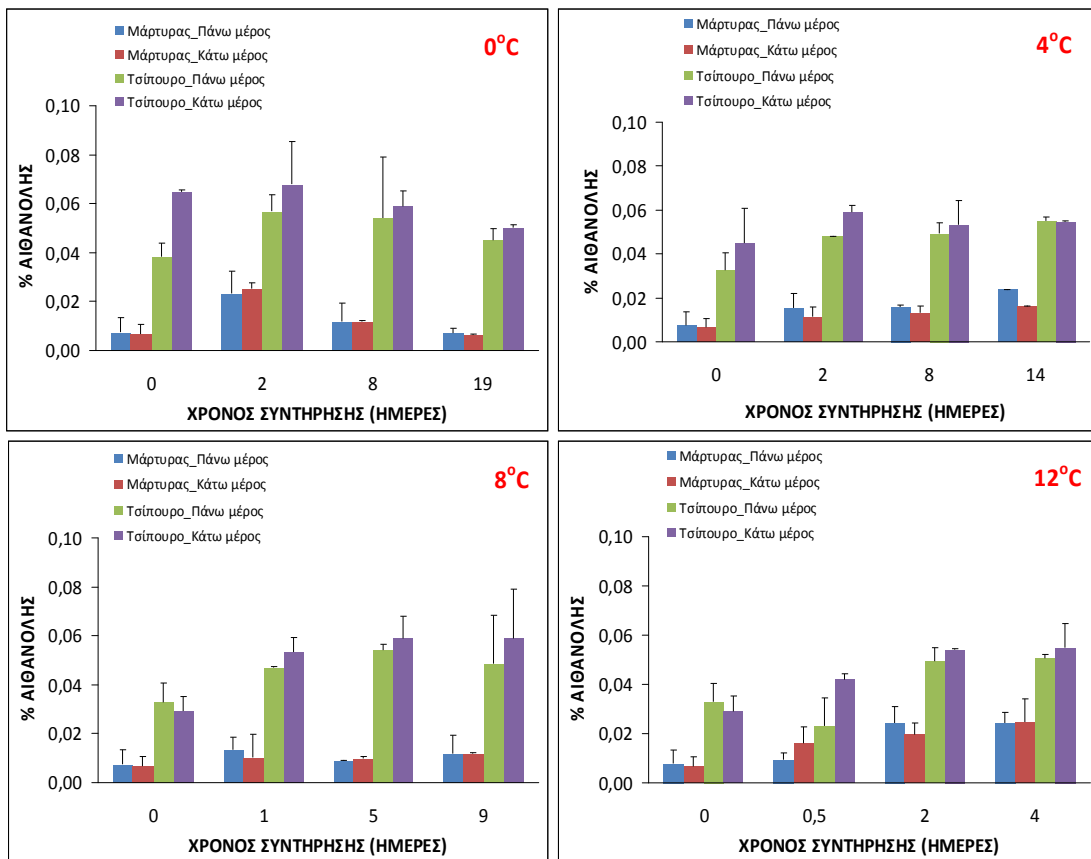 Μάρτυρας_Πάνω μέρος
Μάρτυρας_Κάτω μέρος
Τσίπουρο_Πάνω μέρος
Τσίπουρο_Κάτω μέρος
0°C
0,10
0,08
0,06
0,04
0,02
0,00
% ΑΙΘΑΝΟΛΗΣ
0 2 8 19
ΧΡΟΝΟΣ ΣΥΝΤΗΡΗΣΗΣ (ΗΜΕΡΕΣ)
Μάρτυρας_Πάνω μέρος
Μάρτυρας_Κάτω μέρος
Τσίπουρο_Πάνω μέρος
Τσίπουρο_Κάτω μέρος
4°C
0,10
0,08
0,06
0,04
0,02
0,00
% ΑΙΘΑΝΟΛΗΣ
0 2 8 14
ΧΡΟΝΟΣ ΣΥΝΤΗΡΗΣΗΣ (ΗΜΕΡΕΣ)
Μάρτυρας_Πάνω μέρος
Μάρτυρας_Κάτω μέρος
Τσίπουρο_Πάνω μέρος
Τσίπουρο_Κάτω μέρος
8°C
0,10
0,08
0,06
0,04
0,02
0,00
% ΑΙΘΑΝΟΛΗΣ
0 1 5 9
ΧΡΟΝΟΣ ΣΥΝΤΗΡΗΣΗΣ (ΗΜΕΡΕΣ)
Μάρτυρας_Πάνω μέρος
Μάρτυρας_Κάτω μέρος
Τσίπουρο_Πάνω μέρος
Τσίπουρο_Κάτω μέρος
12°C
0,10
0,08
0,06
0,04
0,02
0,00
% ΑΙΘΑΝΟΛΗΣ
0 0,5 2 4
ΧΡΟΝΟΣ ΣΥΝΤΗΡΗΣΗΣ (ΗΜΕΡΕΣ)